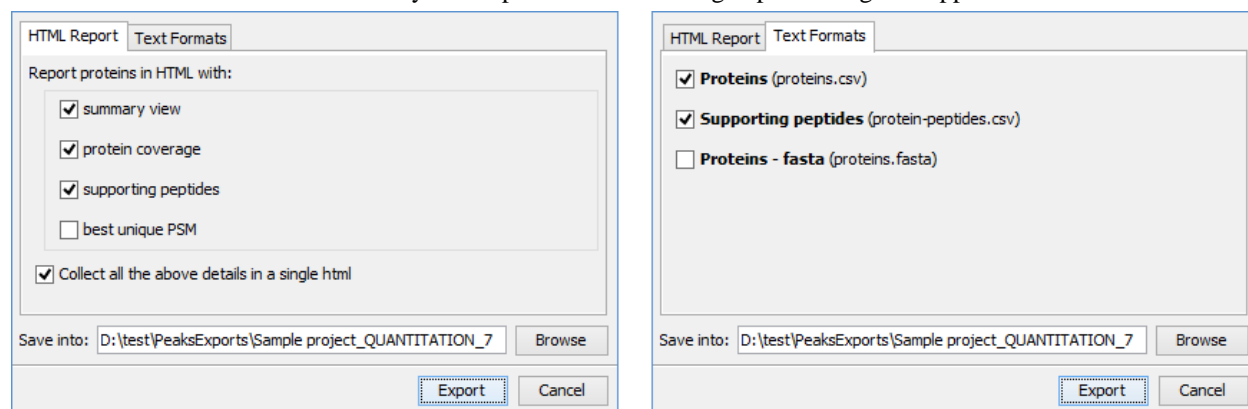 HTML Report Text Formats
Report proteins in HTML with:
summary view
protein coverage
supporting peptides
best unique PSM
Collect all the above details in a single html
Save into: D:\test\PeaksExports\Sample project_QUANTITATION_7 Browse
Export Cancel
HTML Report Text Formats
Proteins (proteins.csv)
Supporting peptides (protein-peptides.csv)
Proteins - fasta (proteins.fasta)
Save into: D:\test\PeaksExports\Sample project_QUANTITATION_7 Browse
Export Cancel